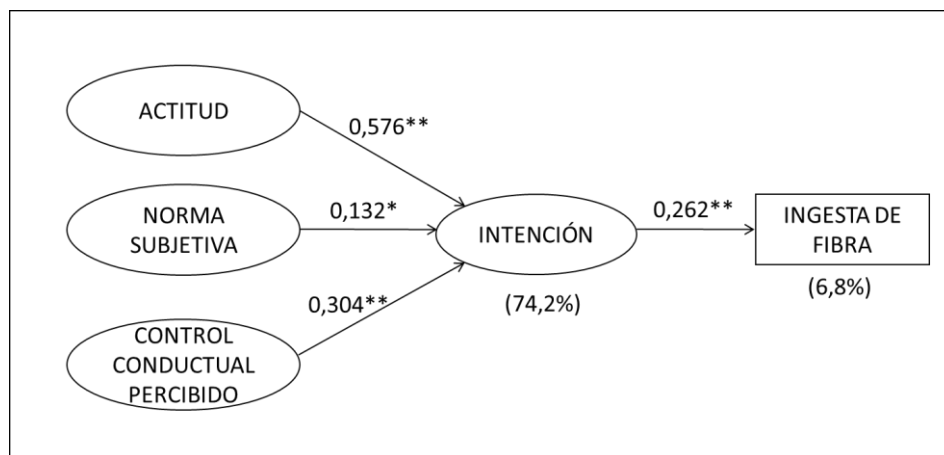 ACTITUD
0,576**
NORMA
SUBJETIVA
0,132*
INTENCIÓN
(74,2%)
0,262**
INGESTA DE
FIBRA
(6,8%)
0,304**
CONTROL
CONDUCTUAL
PERCIBIDO